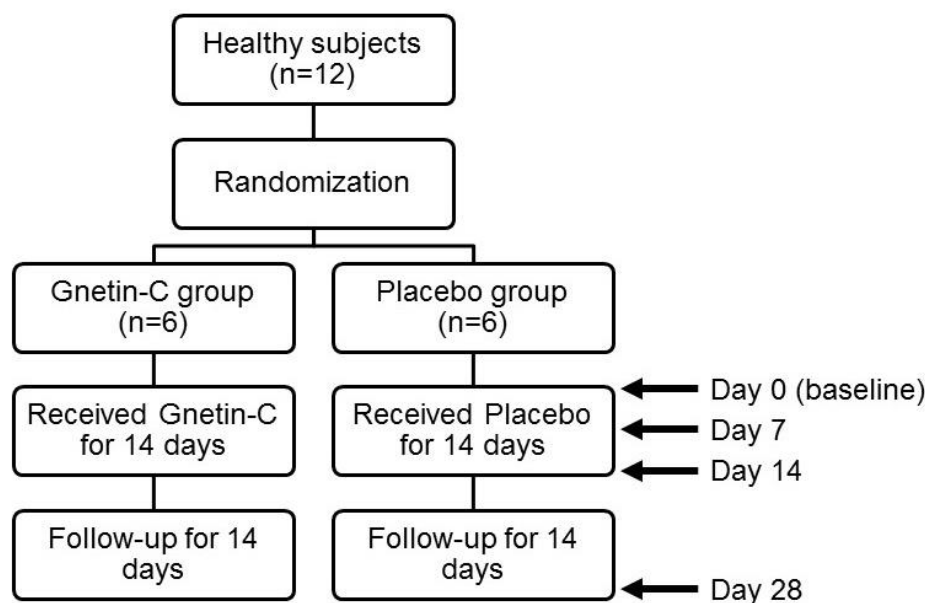 Healthy subjects
(n=12)
Randomization
Gnetin-C group
(n=6)
Placebo group
(n=6)
Received Gnetin-C
for 14 days
Received Placebo
for 14 days
Day 0 (baseline)
Day 7
Day 14
Follow-up for 14
days
Follow-up for 14
days
Day 28